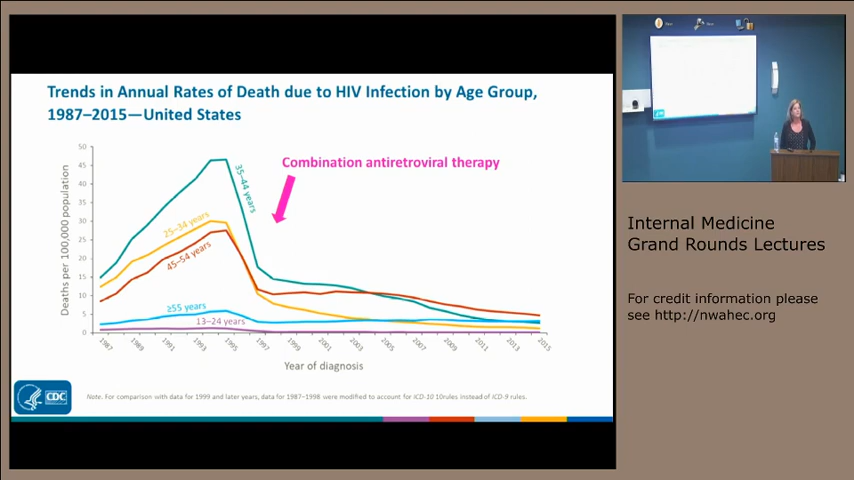 Trends in Annual Rates of Death due to HIV Infection by Age Group,
1987–2015—United States
50
45
40
35
30
25
20
15
10
5
0
Deaths per 100,000 population
Combination antiretroviral therapy
35–44 years
25–34 years
45–54 years
≥55 years
13–24 years
1987
1989
1991
1993
1995
1997
1999
2001
2003
2005
2007
2009
2011
2013
2015
Year of diagnosis
CDC
Note. For comparison with data for 1999 and later years, data for 1987–1998 were modified to account for ICD-10 10rules instead of ICD-9 rules.
Internal Medicine
Grand Rounds Lectures
For credit information please
see http://nwahec.org